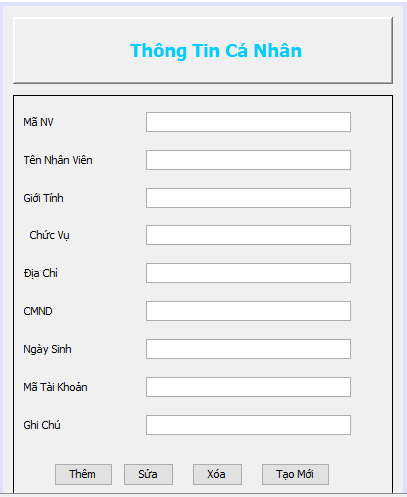 Thông Tin Cá Nhân
Mã NV
Tên Nhân Viên
Giới Tính
Chức Vụ
Địa Chỉ
CMND
Ngày Sinh
Mã Tài Khoản
Ghi Chú
Thêm Sửa Xóa Tạo Mới